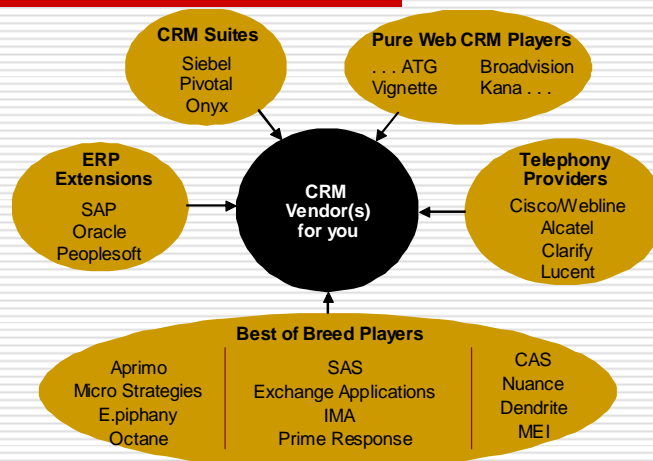 CRM Suites
Siebel
Pivotal
Onyx
Pure Web CRM Players
. . . ATG Broadvision
Vignette Kana . . .
ERP
Extensions
SAP
Oracle
Peoplesoft
CRM
Vendor(s)
for you
Telephony
Providers
Cisco/Webline
Alcatel
Clarify
Lucent
Best of Breed Players
Aprimo
Micro Strategies
E.piphany
Octane
SAS
Exchange Applications
IMA
Prime Response
CAS
Nuance
Dendrite
MEI